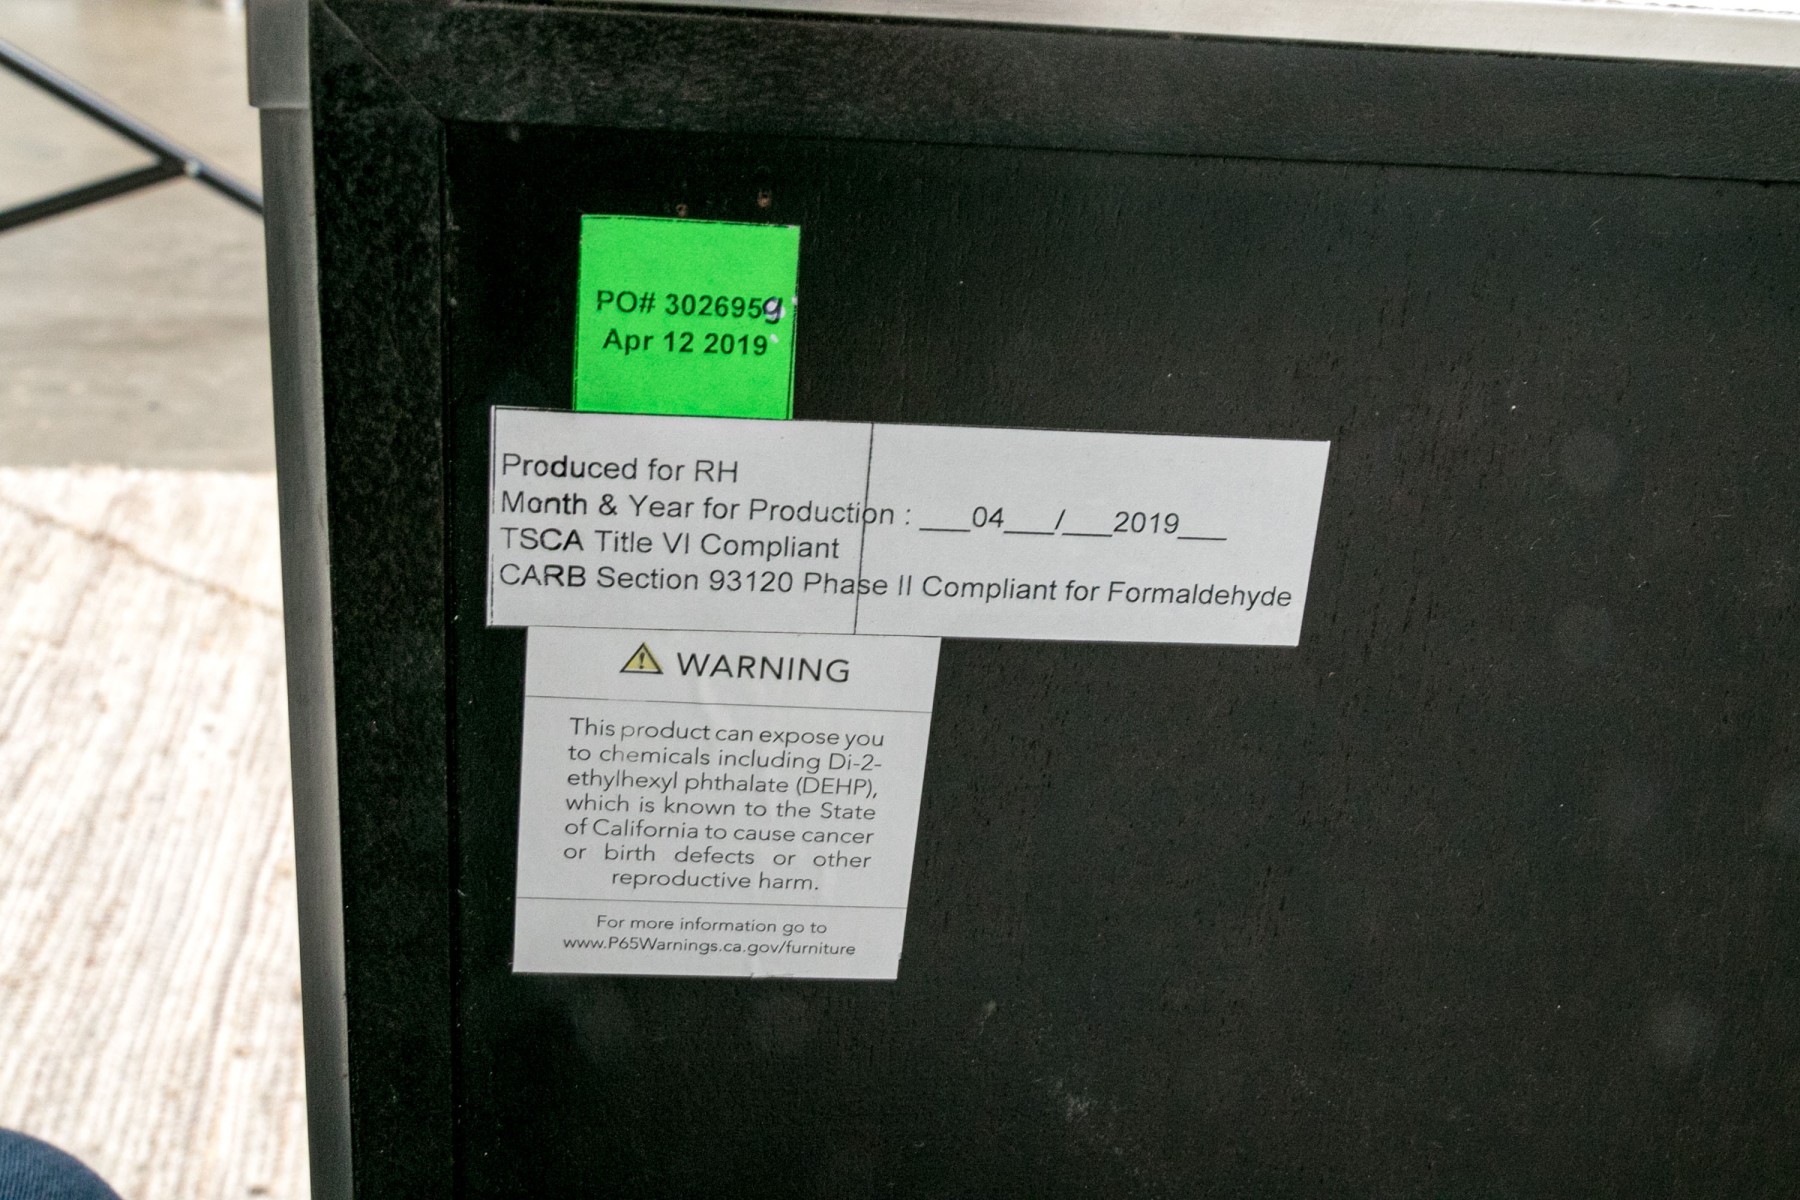 PO# 3026959
Apr 12 2019
Produced for RH
Month & Year for Production : ___04___/___2019___
TSCA Title VI Compliant
CARB Section 93120 Phase II Compliant for Formaldehyde
⚠ WARNING
This product can expose you
to chemicals including Di-2-
ethylhexyl phthalate (DEHP),
which is known to the State
of California to cause cancer
or birth defects or other
reproductive harm.
For more information go to
www.P65Warnings.ca.gov/furniture